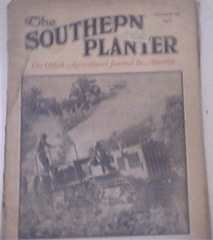 The
SOUTHERN
PLANTER
The Oldest Agricultural Journal In America